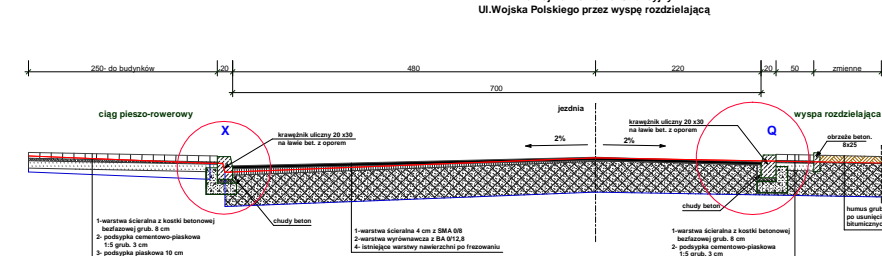 Ul.Wojska Polskiego przez wyspę rozdzielającą
250- do budynków
20
480
220
20
50
zmienne
700
ciąg pieszo-rowerowy
X
krawężnik uliczny 20 x30
na ławie bet. z oporem
jezdnia
2%
2%
krawężnik uliczny 20 x30
na ławie bet. z oporem
Q
wyspa rozdzielająca
obrzeże beton.
8x25
chudy beton
chudy beton
1-warstwa ścieralna z kostki betonowej
bezfazowej grub. 8 cm
2- podsypka cementowo-piaskowa
1:5 grub. 3 cm
3- podsypka piaskowa 10 cm
1-warstwa ścieralna 4 cm z SMA 0/8
2-warstwa wyrównawcza z BA 0/12,8
4- istniejące warstwy nawierzchni po frezowaniu
1-warstwa ścieralna z kostki betonowej
bezfazowej grub. 8 cm
2- podsypka cementowo-piaskowa
1:5 grub. 3 cm
humus grub
po usunięci
bitumicznyc